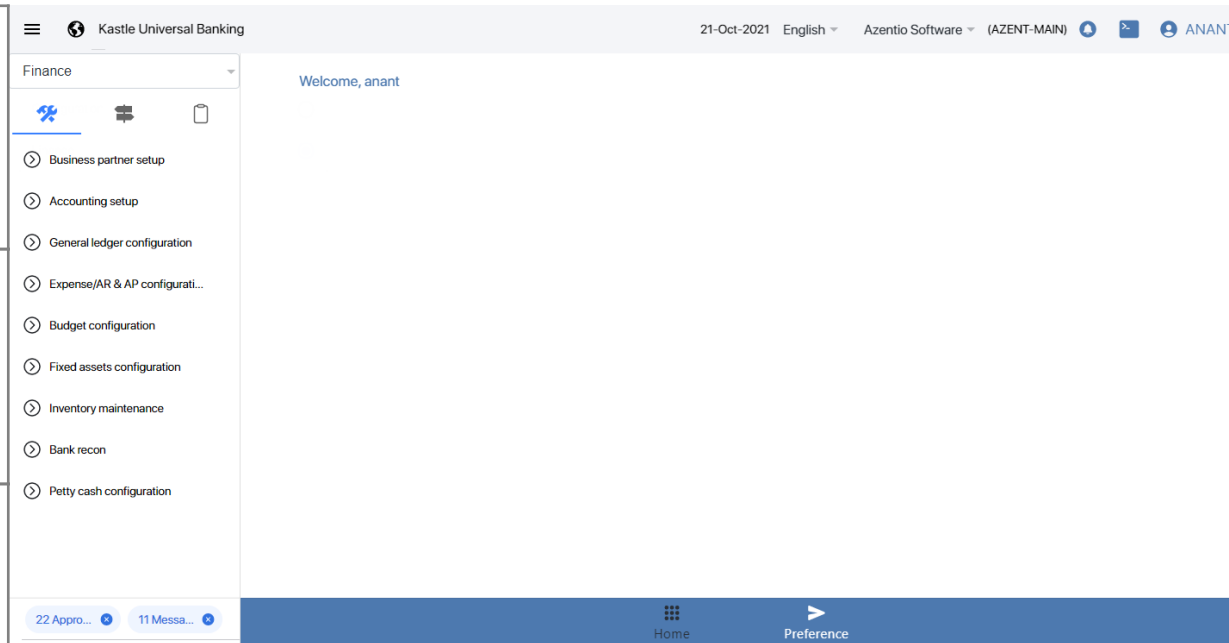 Kastle Universal Banking 21-Oct-2021 English Azentio Software (AZENT-MAIN) ANANT
Finance
Welcome, anant
Business partner setup
Accounting setup
General ledger configuration
Expense/AR & AP configurati...
Budget configuration
Fixed assets configuration
Inventory maintenance
Bank recon
Petty cash configuration
22 Appro... 11 Messa...
Home Preference